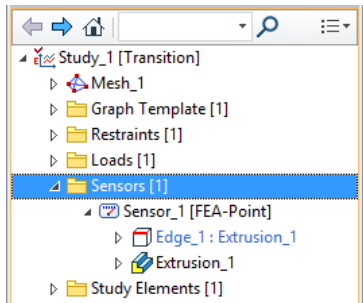 Study_1 [Transition]
Mesh_1
Graph Template [1]
Restraints [1]
Loads [1]
Sensors [1]
Sensor_1 [FEA-Point]
Edge_1 : Extrusion_1
Extrusion_1
Study Elements [1]